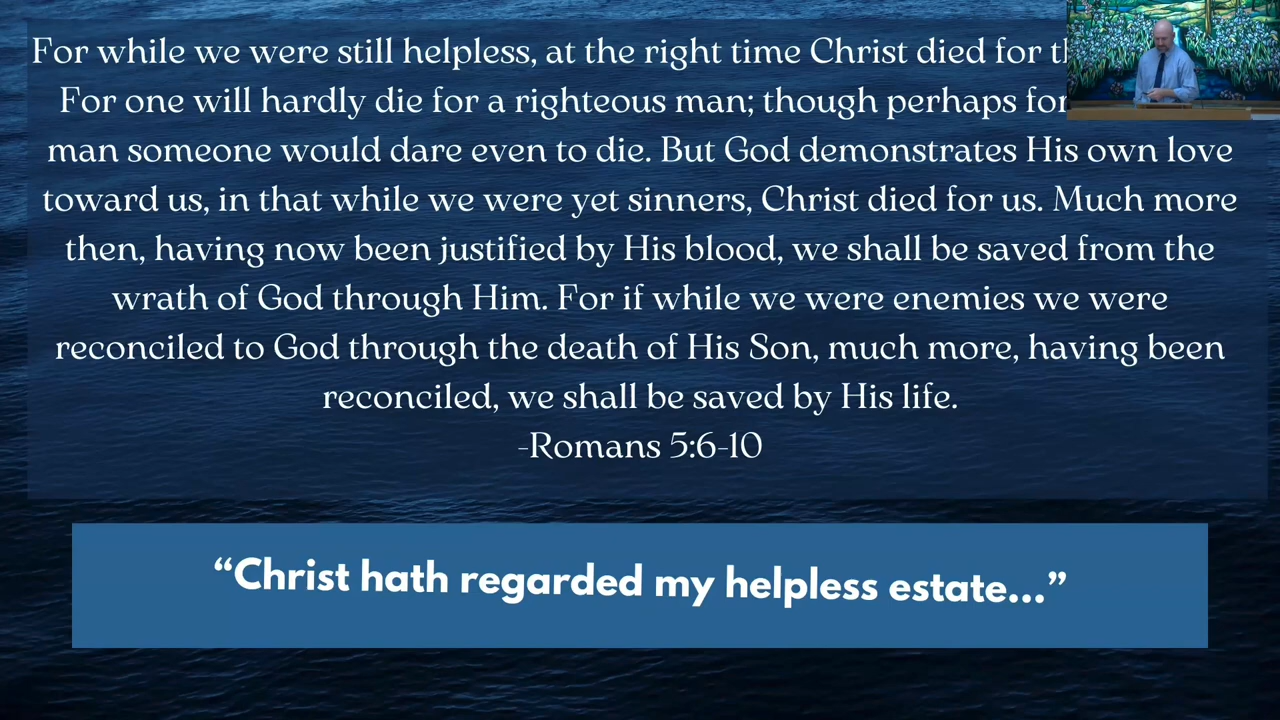 For while we were still helpless, at the right time Christ died for
For one will hardly die for a righteous man; though perhaps for
man someone would dare even to die. But God demonstrates His own love
toward us, in that while we were yet sinners, Christ died for us. Much more
then, having now been justified by His blood, we shall be saved from the
wrath of God through Him. For if while we were enemies we were
reconciled to God through the death of His Son, much more, having been
reconciled, we shall be saved by His life.
-Romans 5:6-10
“Christ hath regarded my helpless estate...”